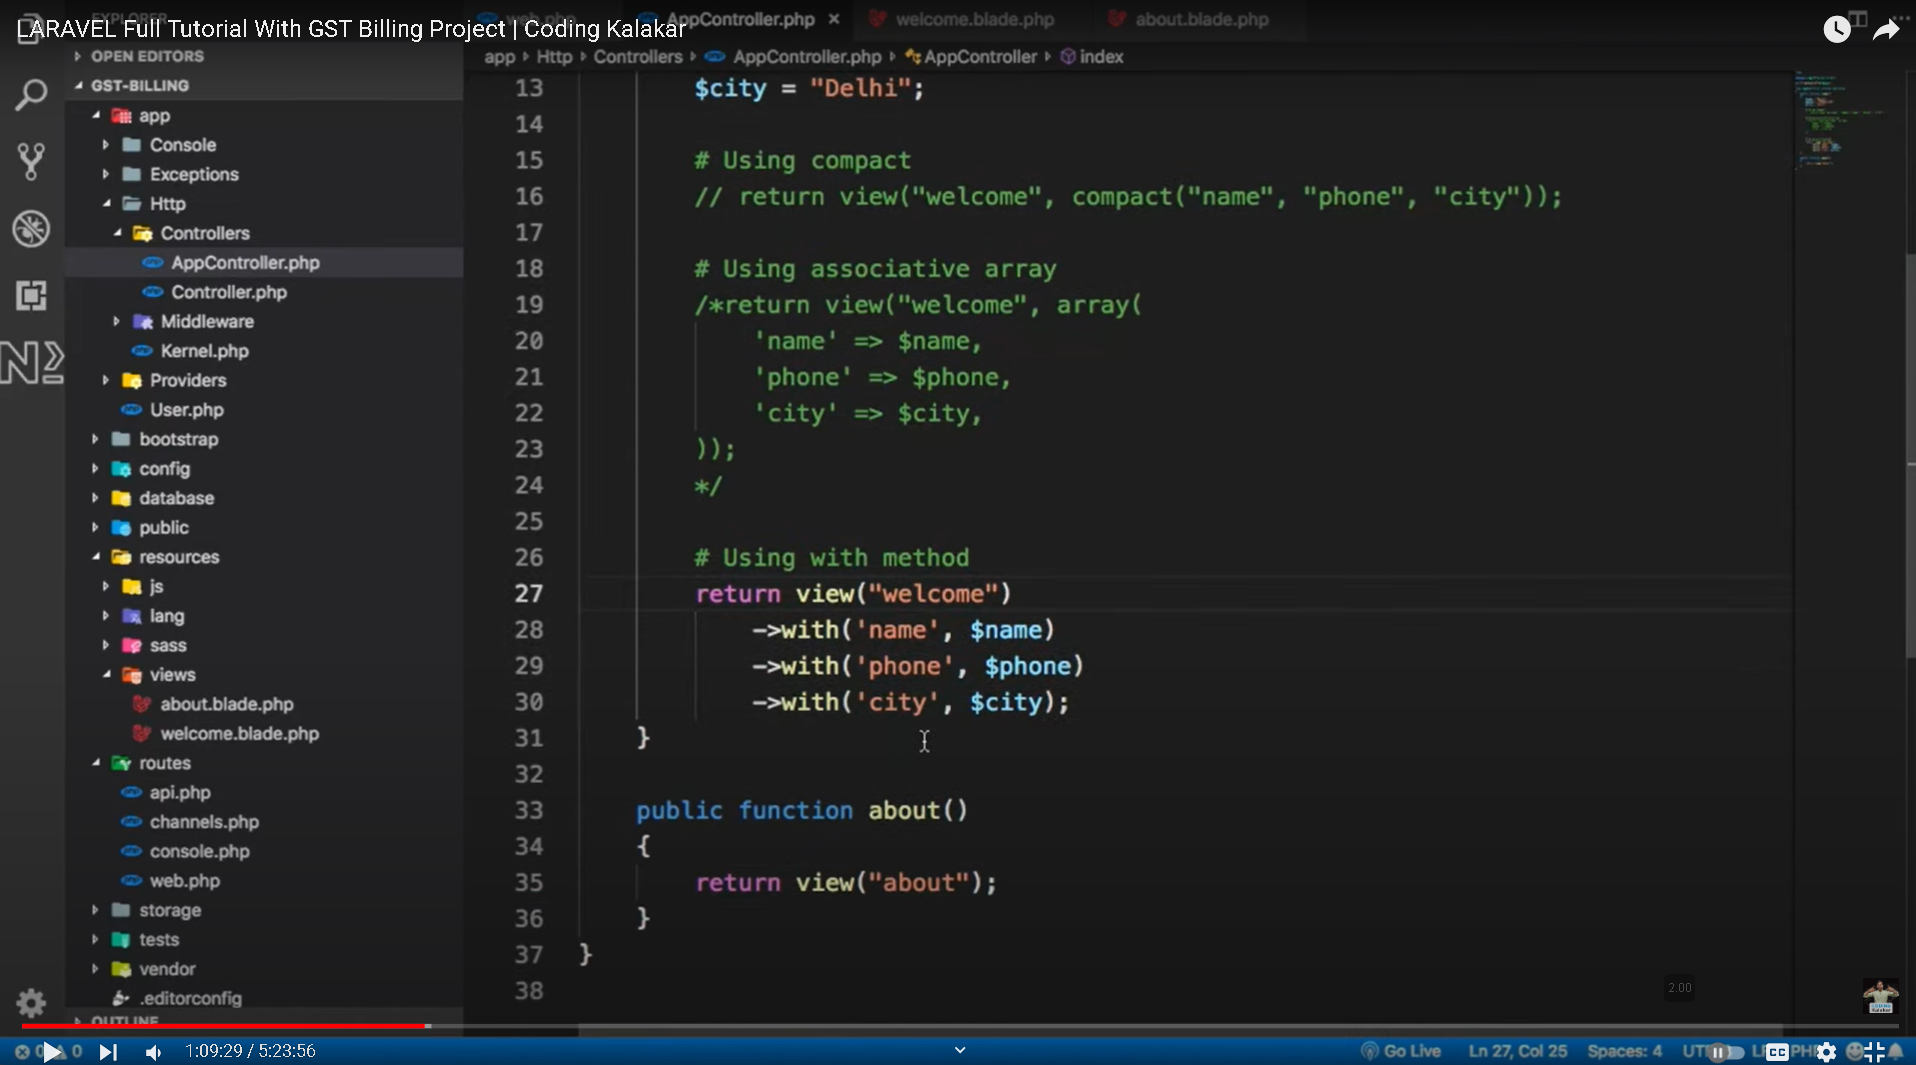 LARAVEL Full Tutorial With GST Billing Project | Coding Kalakar
web.php
AppController.php ×
welcome.blade.php
about.blade.php
OPEN EDITORS
GST-BILLING
app
Console
Exceptions
Http
Controllers
AppController.php
Controller.php
Middleware
Kernel.php
Providers
User.php
bootstrap
config
database
public
resources
js
lang
sass
views
about.blade.php
welcome.blade.php
routes
api.php
channels.php
console.php
web.php
storage
tests
vendor
.editorconfig
OUTLINE
app › Http › Controllers › AppController.php › AppController › index
13 $city = "Delhi";
14
15 # Using compact
16 // return view("welcome", compact("name", "phone", "city"));
17
18 # Using associative array
19 /*return view("welcome", array(
20 'name' => $name,
21 'phone' => $phone,
22 'city' => $city,
23 ));
24 */
25
26 # Using with method
27 return view("welcome")
28 ->with('name', $name)
29 ->with('phone', $phone)
30 ->with('city', $city);
31 }
32
33 public function about()
34 {
35 return view("about");
36 }
37 }
38
2.00
1:09:29 / 5:23:56
Go Live Ln 27, Col 25 Spaces: 4
CC